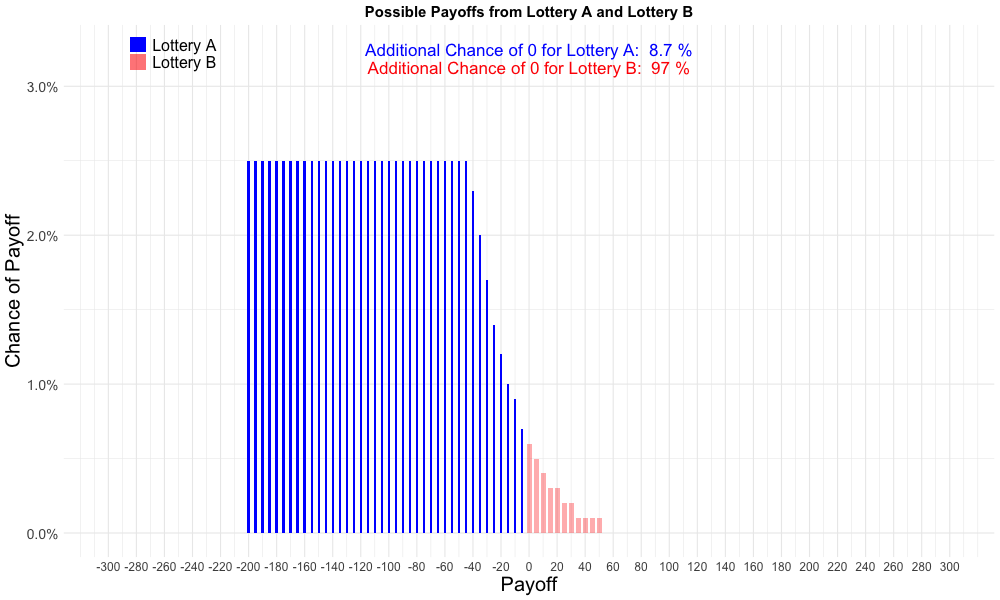 Possible Payoffs from Lottery A and Lottery B
Lottery A
Lottery B
Additional Chance of 0 for Lottery A:  8.7 %
Additional Chance of 0 for Lottery B:  97 %
Chance of Payoff
3.0%
2.0%
1.0%
0.0%
-300 -280 -260 -240 -220 -200 -180 -160 -140 -120 -100 -80 -60 -40 -20 0 20 40 60 80 100 120 140 160 180 200 220 240 260 280 300
Payoff